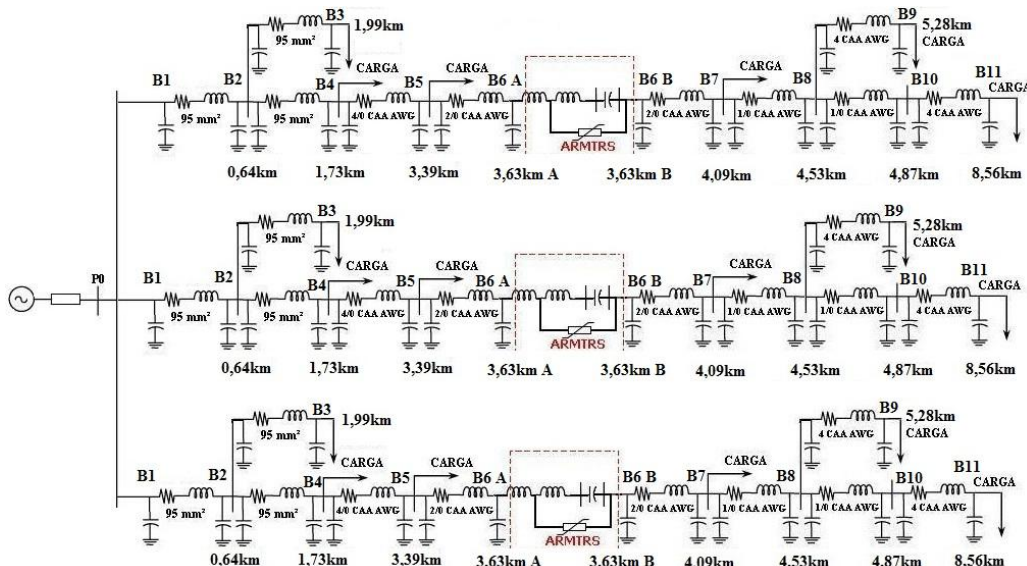 B3
1,99km
95 mm²
B9
5,28km
4 CAA AWG
CARGA
B1
B2
B4
CARGA
B5
CARGA
B6 A
B6 B
B7
CARGA
B8
B10
B11
CARGA
95 mm²
95 mm²
4/0 CAA AWG
2/0 CAA AWG
2/0 CAA AWG
1/0 CAA AWG
1/0 CAA AWG
4 CAA AWG
ARMTRS
0,64km
1,73km
3,39km
3,63km A
3,63km B
4,09km
4,53km
4,87km
8,56km
B3
1,99km
95 mm²
B9
5,28km
4 CAA AWG
CARGA
P0
B1
B2
B4
CARGA
B5
CARGA
B6 A
B6 B
B7
CARGA
B8
B10
B11
CARGA
95 mm²
95 mm²
4/0 CAA AWG
2/0 CAA AWG
2/0 CAA AWG
1/0 CAA AWG
1/0 CAA AWG
4 CAA AWG
ARMTRS
0,64km
1,73km
3,39km
3,63km A
3,63km B
4,09km
4,53km
4,87km
8,56km
B3
1,99km
95 mm²
B9
5,28km
4 CAA AWG
CARGA
B1
B2
B4
CARGA
B5
CARGA
B6 A
B6 B
B7
CARGA
B8
B10
B11
CARGA
95 mm²
95 mm²
4/0 CAA AWG
2/0 CAA AWG
2/0 CAA AWG
1/0 CAA AWG
1/0 CAA AWG
4 CAA AWG
ARMTRS
0,64km
1,73km
3,39km
3,63km A
3,63km B
4,09km
4,53km
4,87km
8,56km